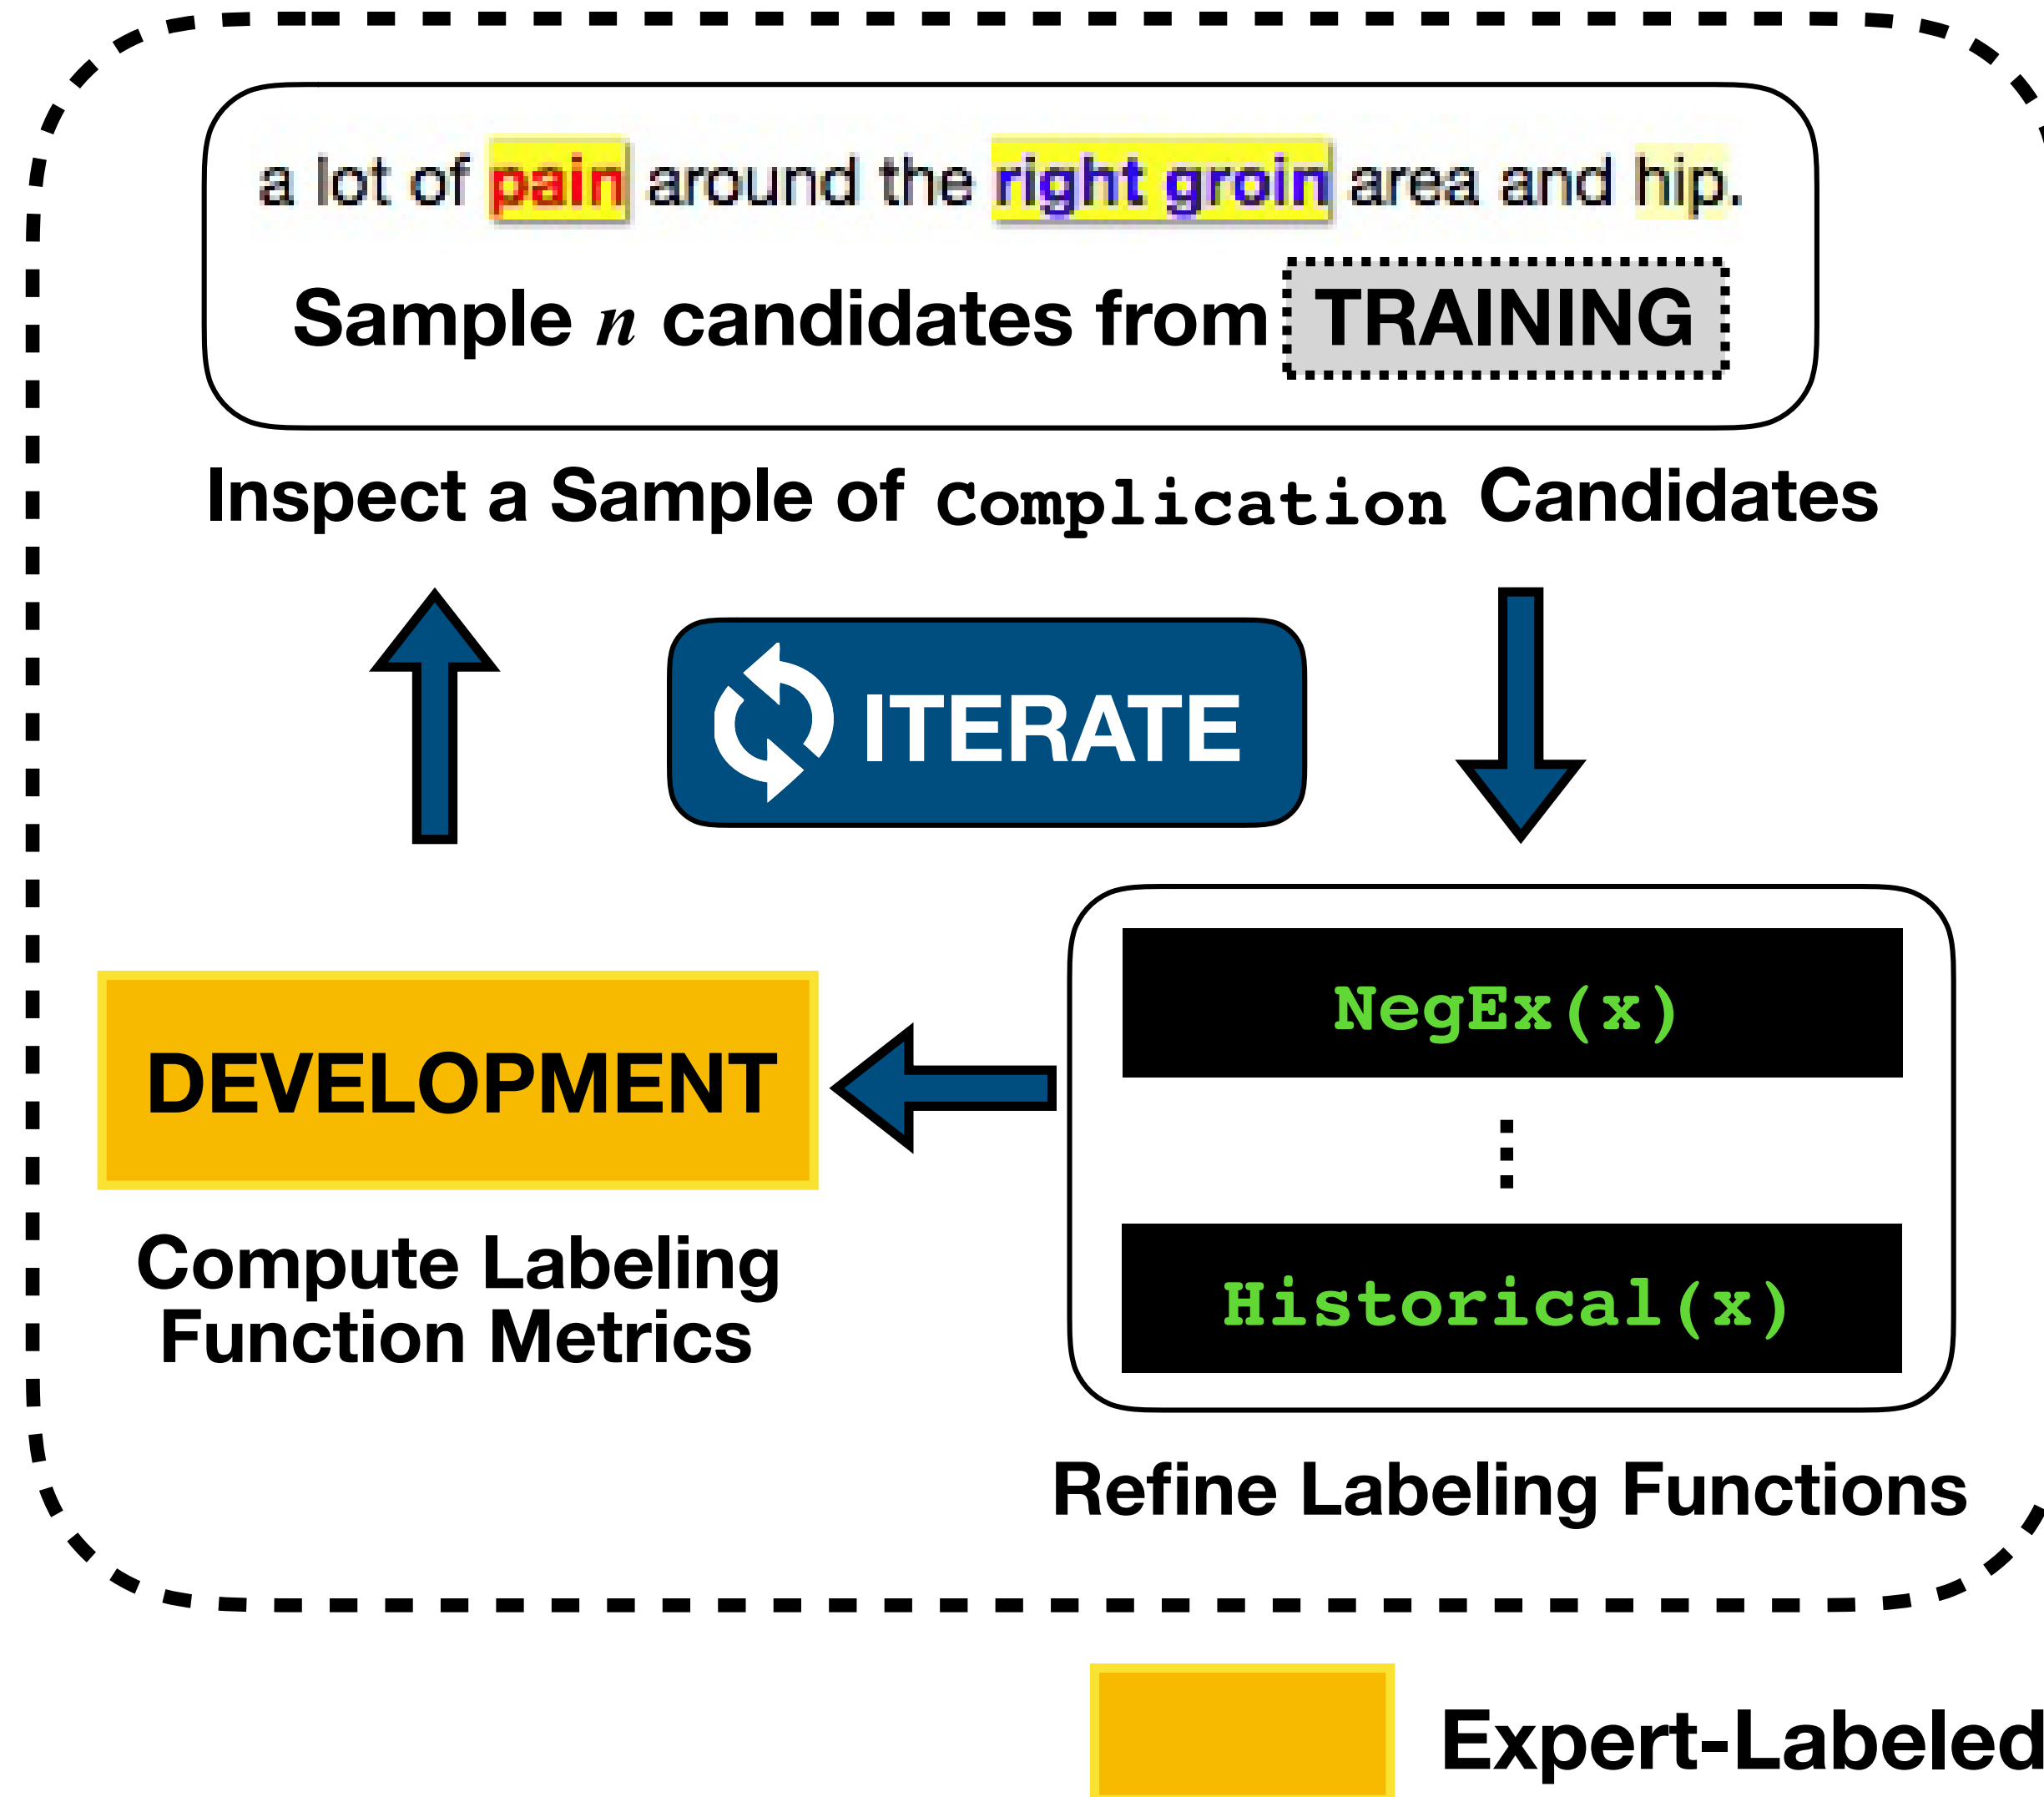 a lot of pain around the right groin area and hip.
Sample n candidates from TRAINING
Inspect a Sample of Complication Candidates
ITERATE
NegEx(x)
DEVELOPMENT
⋮
Compute Labeling
Function Metrics
Historical(x)
Refine Labeling Functions
Expert-Labeled